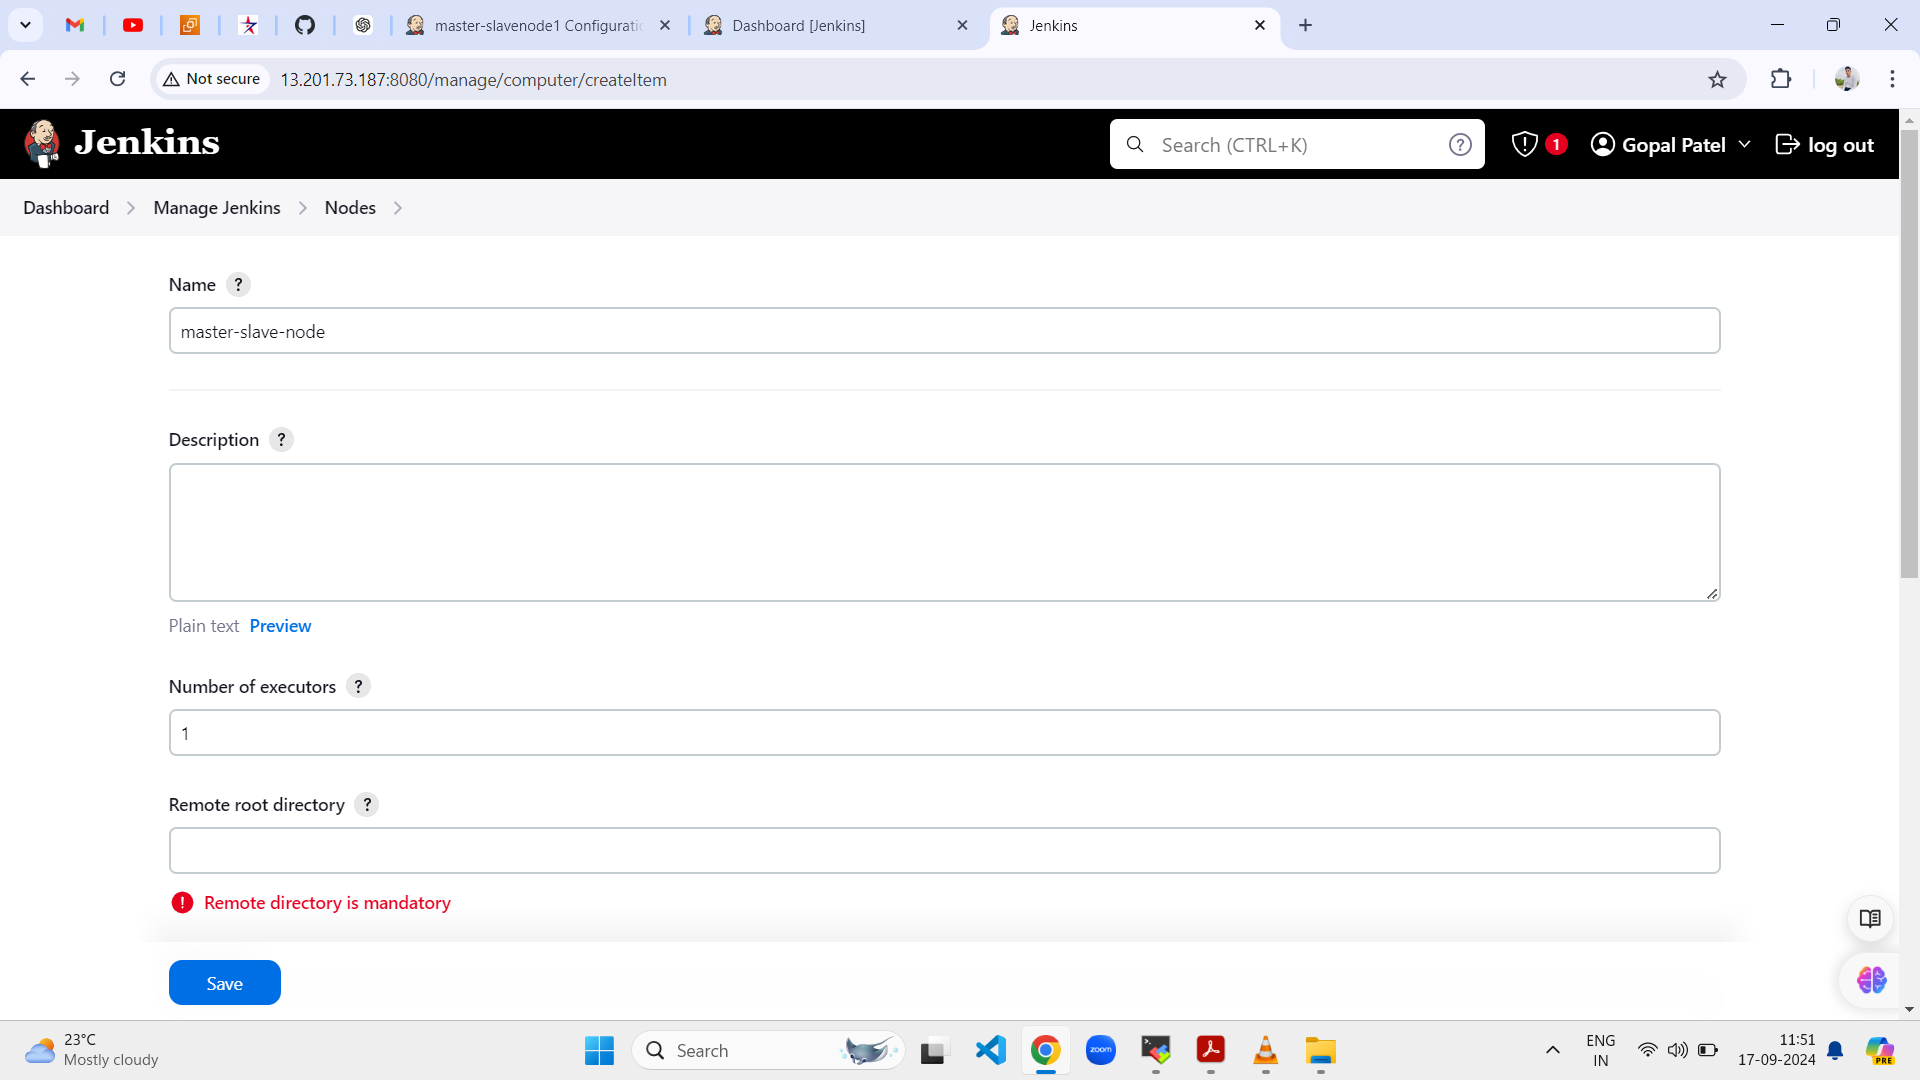 master-slavenode1 Configuratic
Dashboard [Jenkins]
Jenkins
Not secure
13.201.73.187:8080/manage/computer/createItem
Jenkins
Search (CTRL+K)
?
1
Gopal Patel
log out
Dashboard
Manage Jenkins
Nodes
Name ?
master-slave-node
Description ?
Plain text Preview
Number of executors ?
1
Remote root directory ?
Remote directory is mandatory
Save
23°C
Mostly cloudy
Search
zoom
ENG
IN
11:51
17-09-2024
PRE